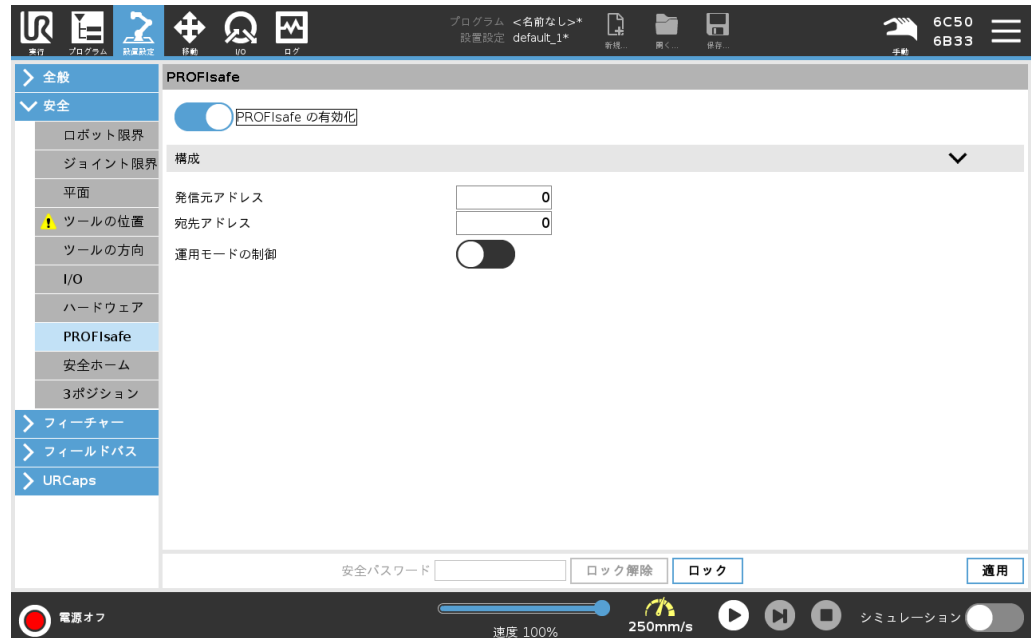 UR
実行
プログラム
設置設定
移動
I/O
ログ
プログラム <名前なし>*
設置設定 default_1*
新規...
開く...
保存...
手動
6C50
6B33
全般
安全
ロボット限界
ジョイント限界
平面
ツールの位置
ツールの方向
I/O
ハードウェア
PROFIsafe
安全ホーム
3ポジション
フィーチャー
フィールドバス
URCaps
PROFIsafe
PROFIsafe の有効化
構成
発信元アドレス 0
宛先アドレス 0
運用モードの制御
安全パスワード ロック解除 ロック 適用
電源オフ
速度 100%
250mm/s
シミュレーション